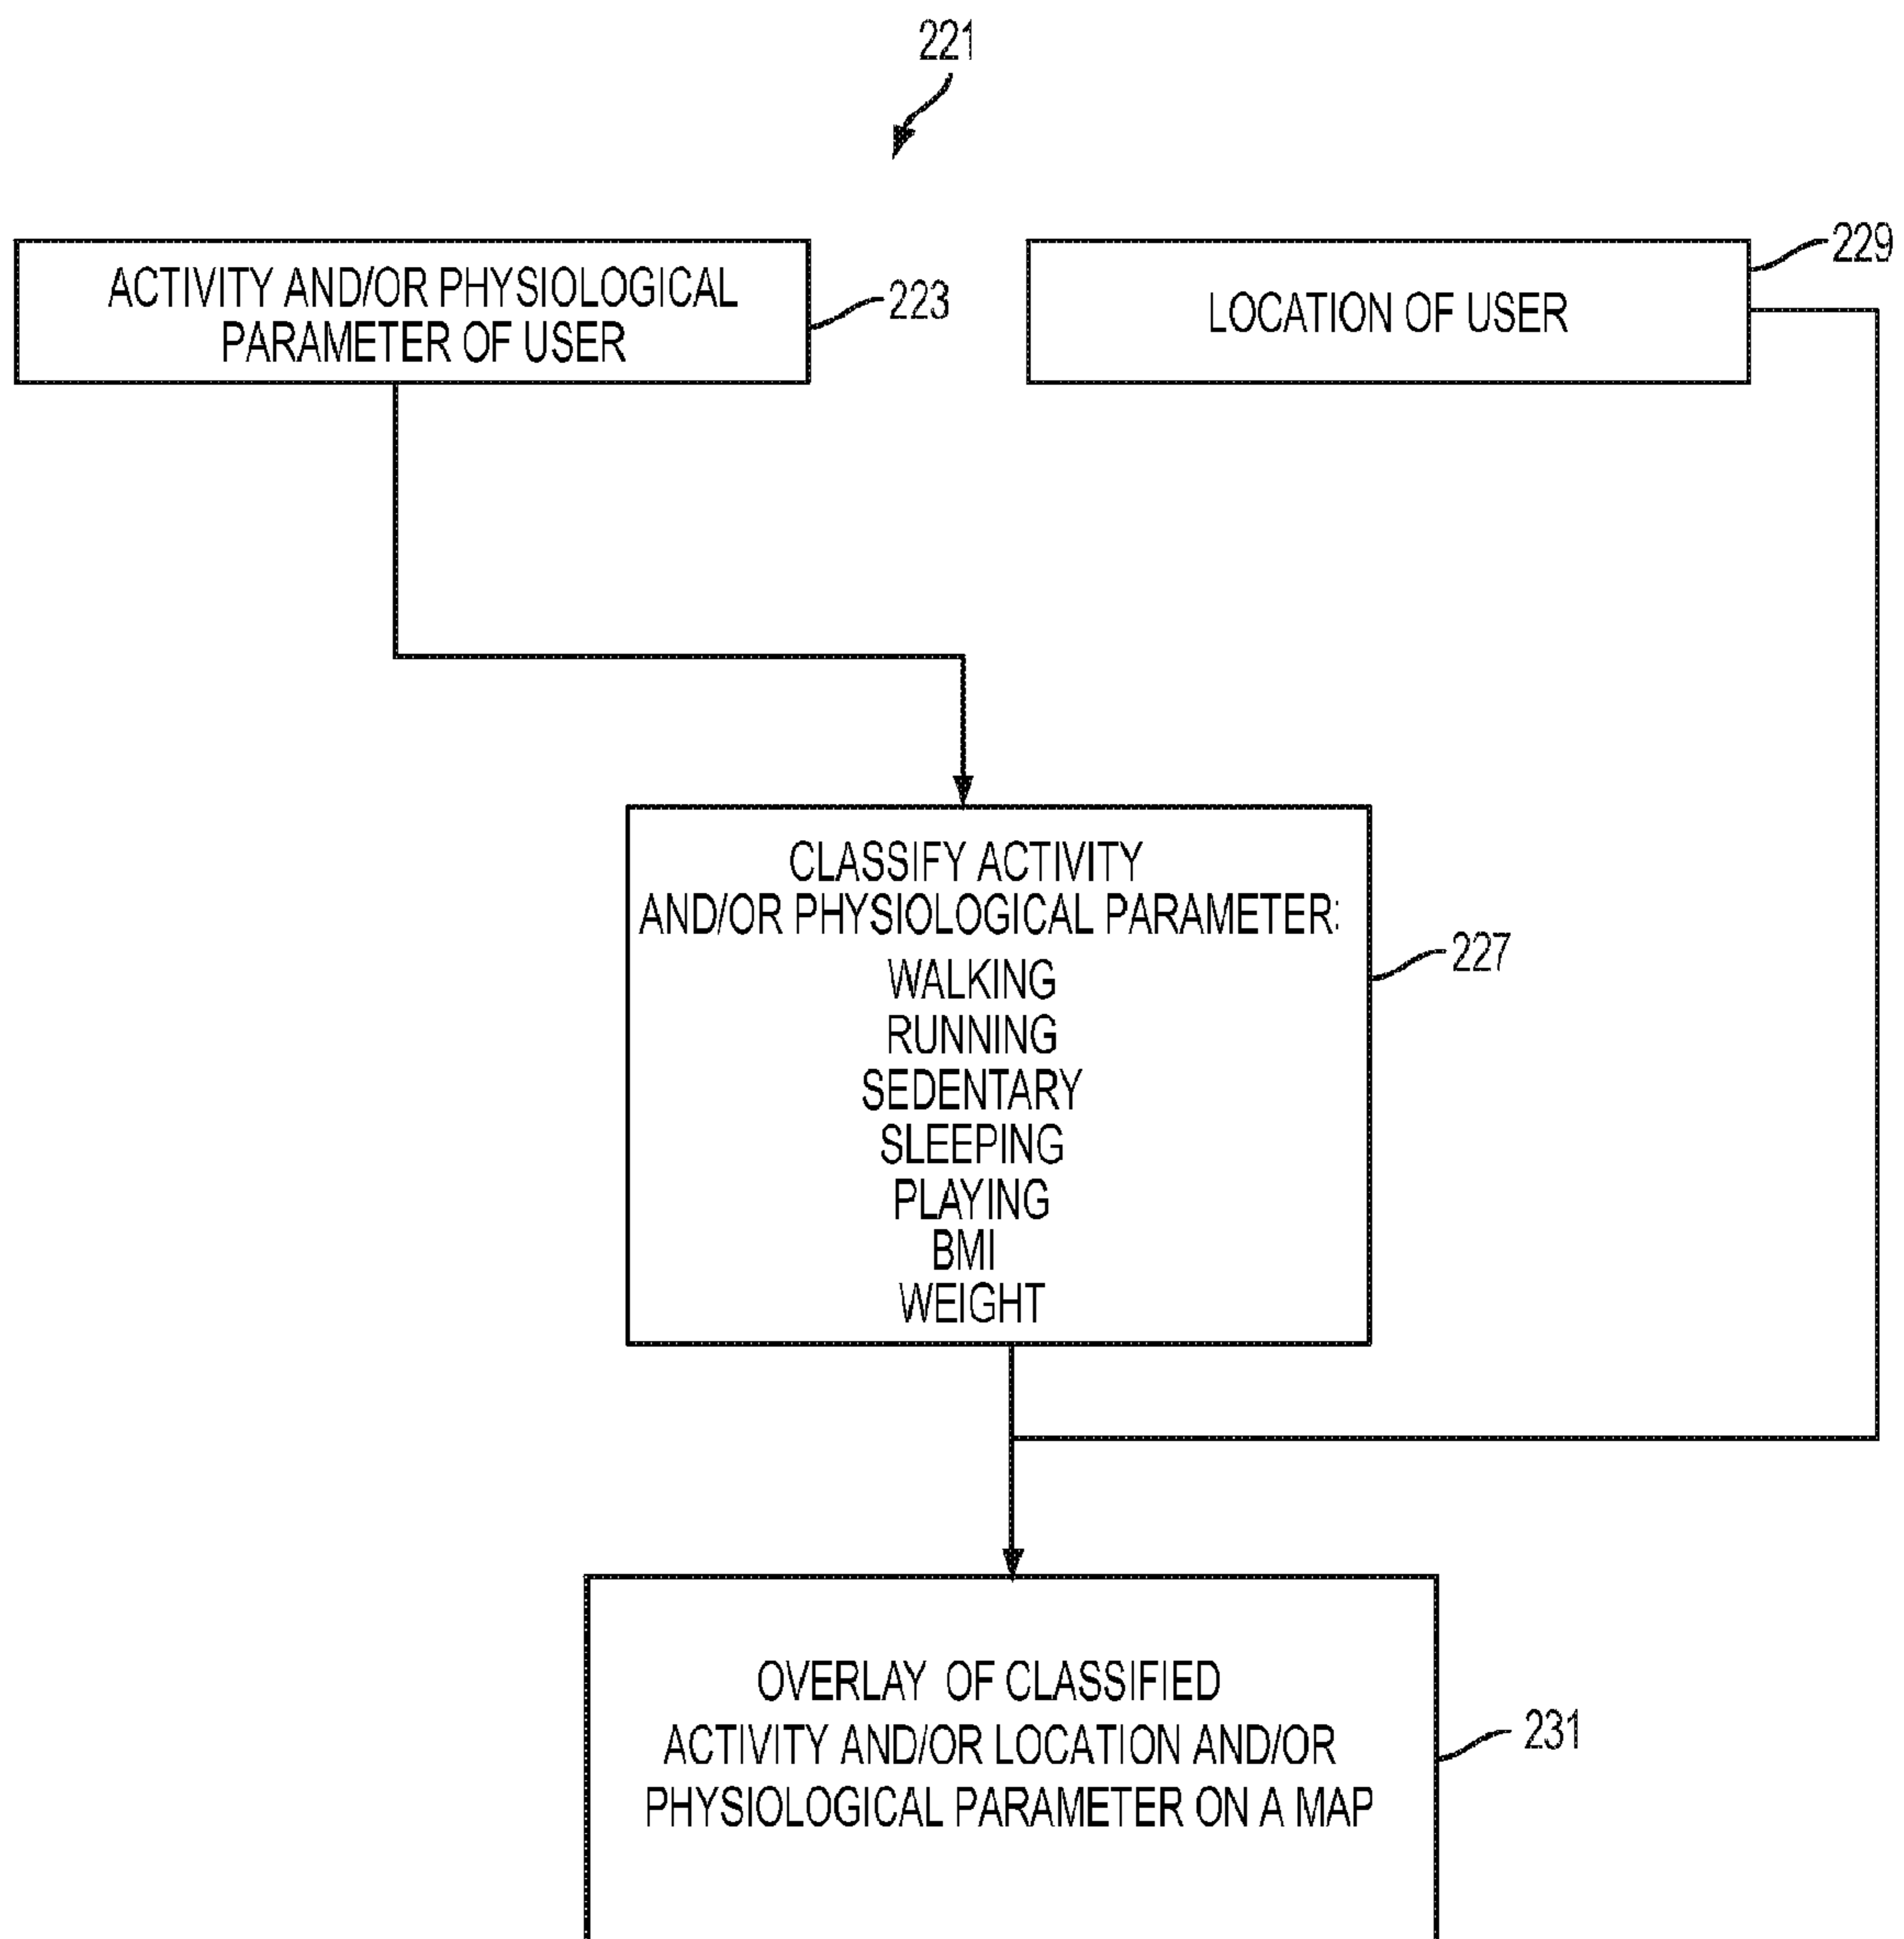 221
ACTIVITY AND/OR PHYSIOLOGICAL
PARAMETER OF USER
223
LOCATION OF USER
229
CLASSIFY ACTIVITY
AND/OR PHYSIOLOGICAL PARAMETER:
WALKING
RUNNING
SEDENTARY
SLEEPING
PLAYING
BMI
WEIGHT
227
OVERLAY OF CLASSIFIED
ACTIVITY AND/OR LOCATION AND/OR
PHYSIOLOGICAL PARAMETER ON A MAP
231